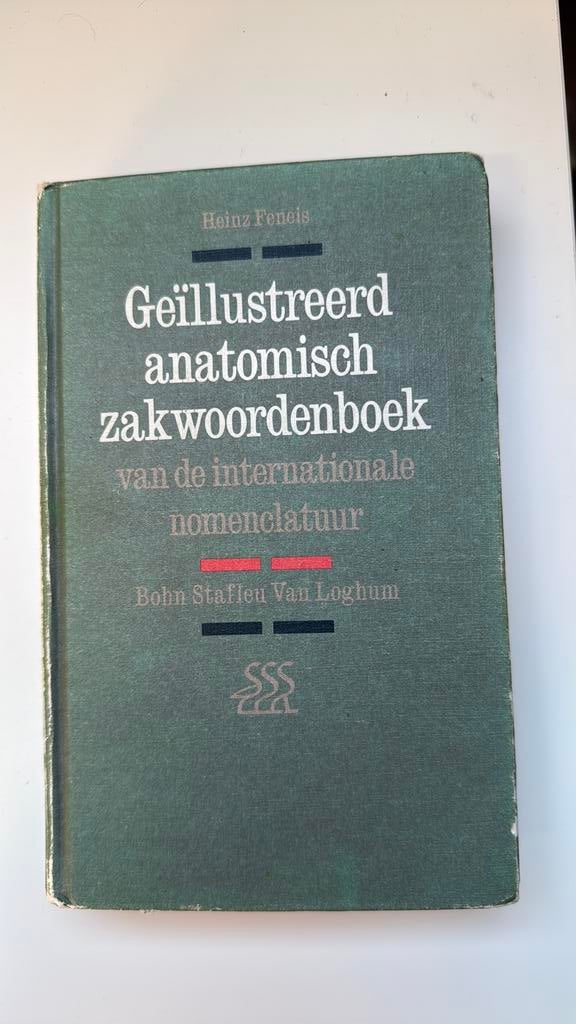 Heinz Feneis
Geïllustreerd
anatomisch
zakwoordenboek
van de internationale
nomenclatuur
Bohn Stafleu Van Loghum